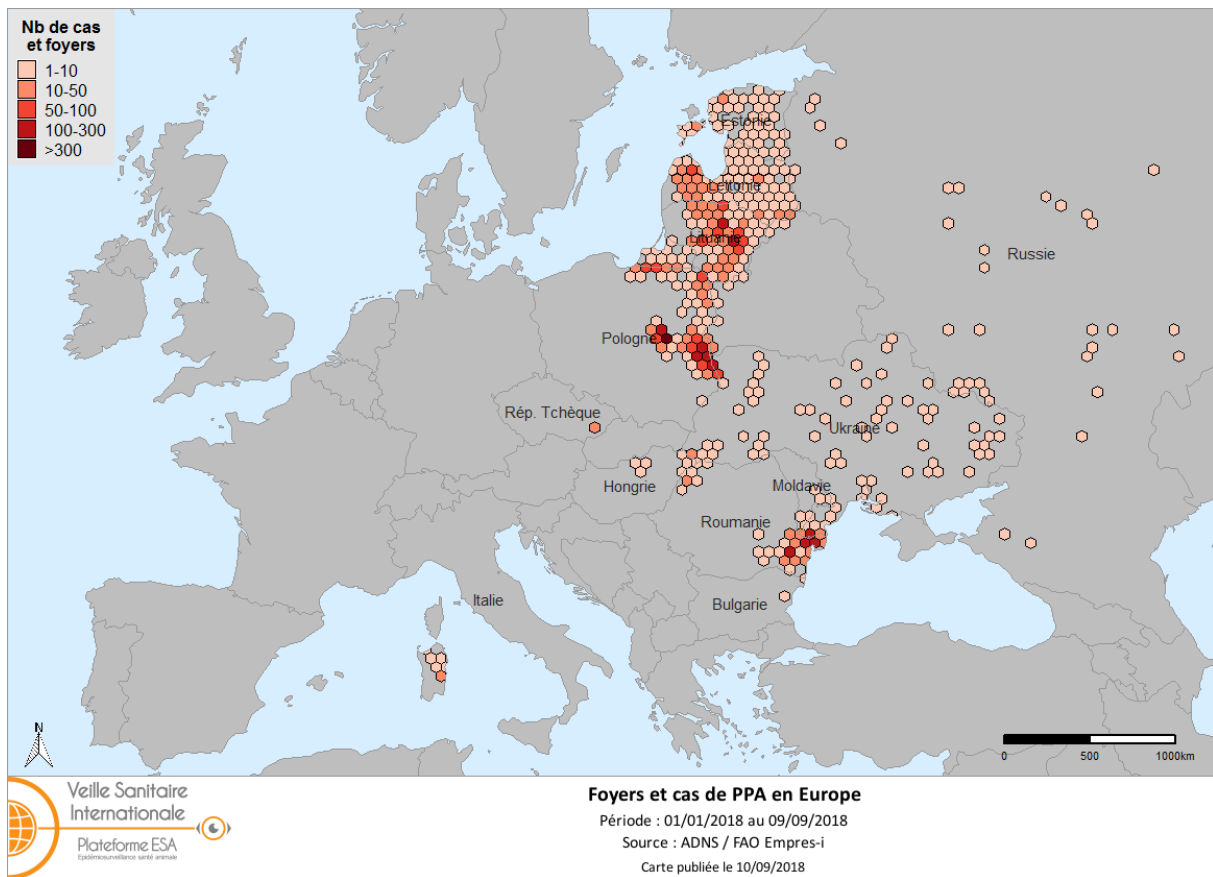 Nb de cas
et foyers
1-10
10-50
50-100
100-300
>300
Estonie
Lettonie
Lituanie
Russie
Pologne
Rép. Tchèque
Ukraine
Hongrie
Moldavie
Roumanie
Italie
Bulgarie
N
0 500 1000km
Veille Sanitaire
Internationale
Plateforme ESA
Epidémiosurveillance santé animale
Foyers et cas de PPA en Europe
Période : 01/01/2018 au 09/09/2018
Source : ADNS / FAO Empres-i
Carte publiée le 10/09/2018